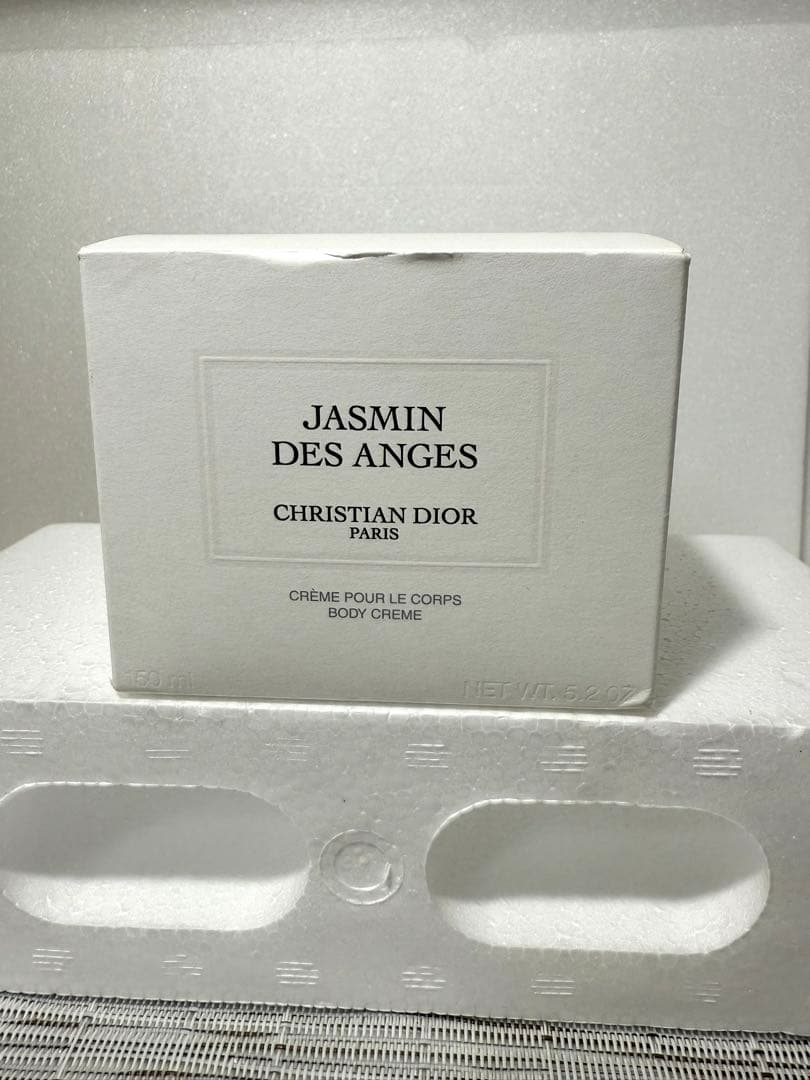 JASMIN
DES ANGES
CHRISTIAN DIOR
PARIS
CRÈME POUR LE CORPS
BODY CREME
150 ml
NET WT. 5.2 OZ